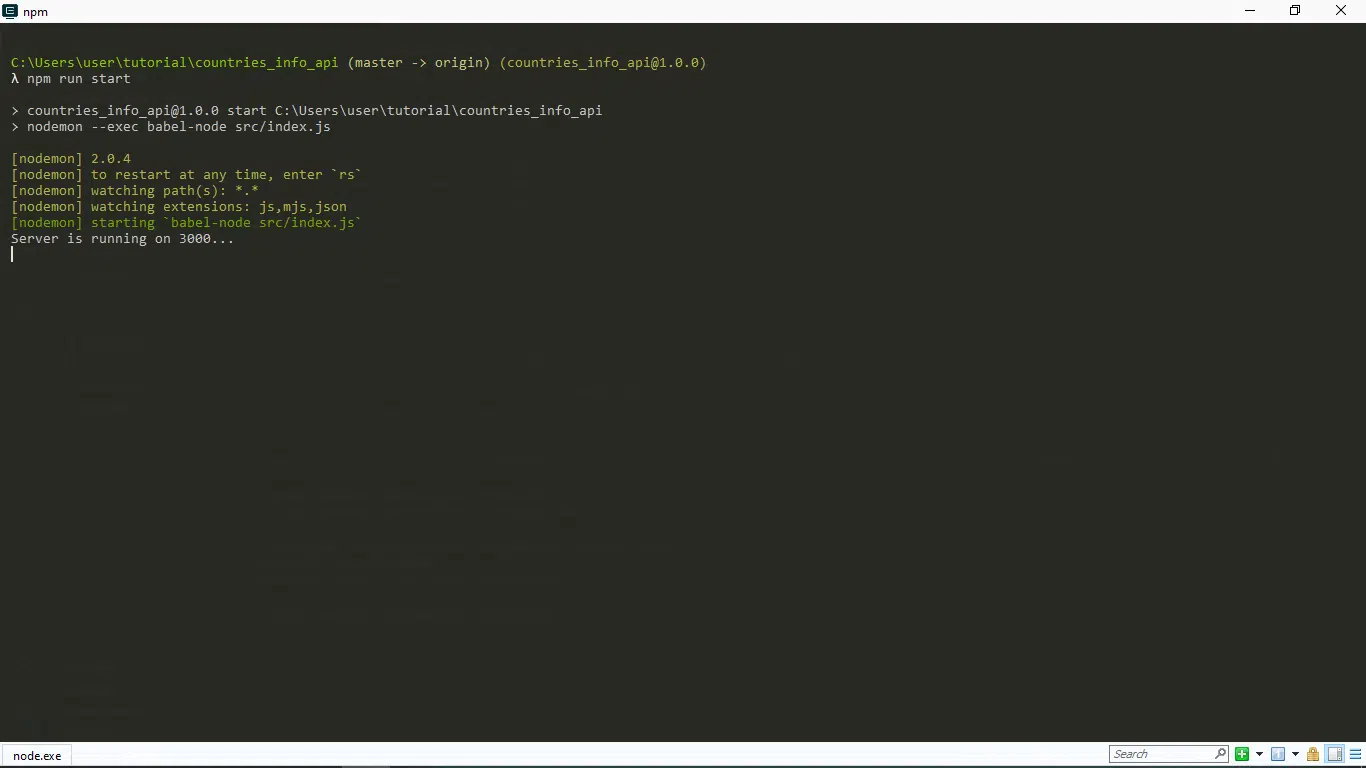 npm
C:\Users\user\tutorial\countries_info_api (master -> origin) (countries_info_api@1.0.0)
λ npm run start
> countries_info_api@1.0.0 start C:\Users\user\tutorial\countries_info_api
> nodemon --exec babel-node src/index.js
[nodemon] 2.0.4
[nodemon] to restart at any time, enter `rs`
[nodemon] watching path(s): *.*
[nodemon] watching extensions: js,mjs,json
[nodemon] starting `babel-node src/index.js`
Server is running on 3000...
node.exe
Search